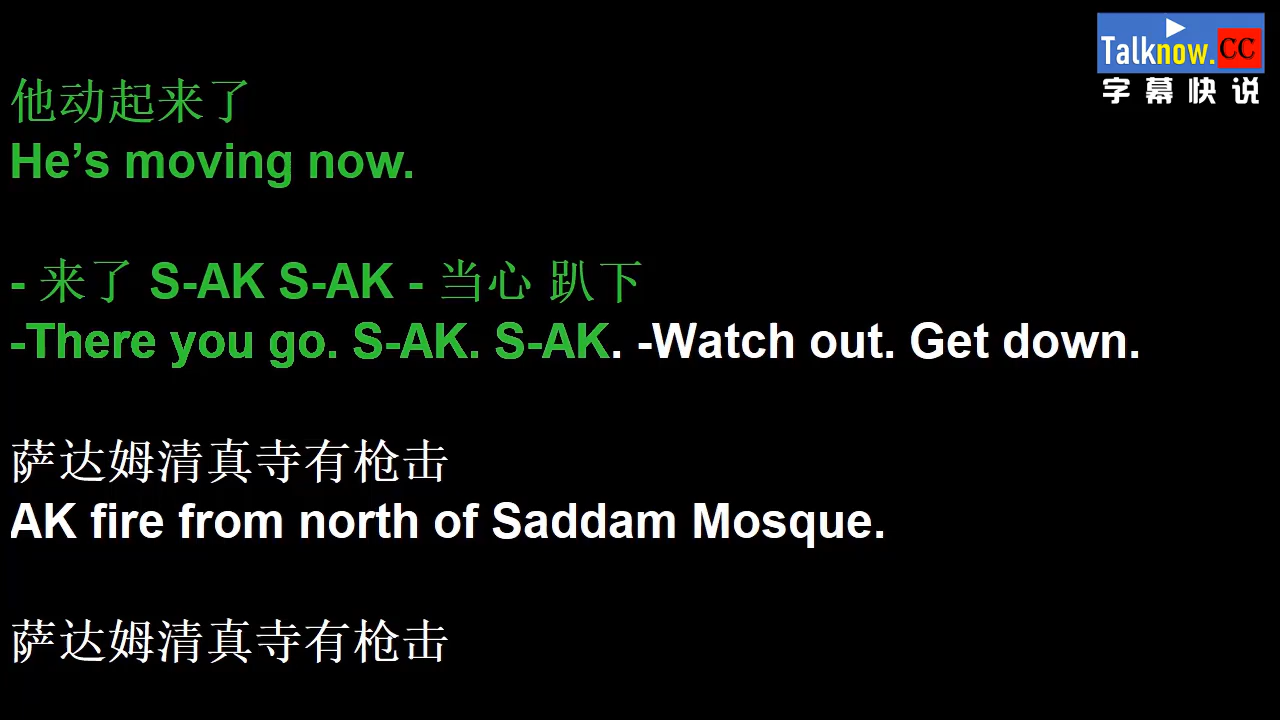 Talknow.CC
字幕快说
他动起来了
He’s moving now.
- 来了 S-AK S-AK - 当心 趴下
-There you go. S-AK. S-AK. -Watch out. Get down.
萨达姆清真寺有枪击
AK fire from north of Saddam Mosque.
萨达姆清真寺有枪击